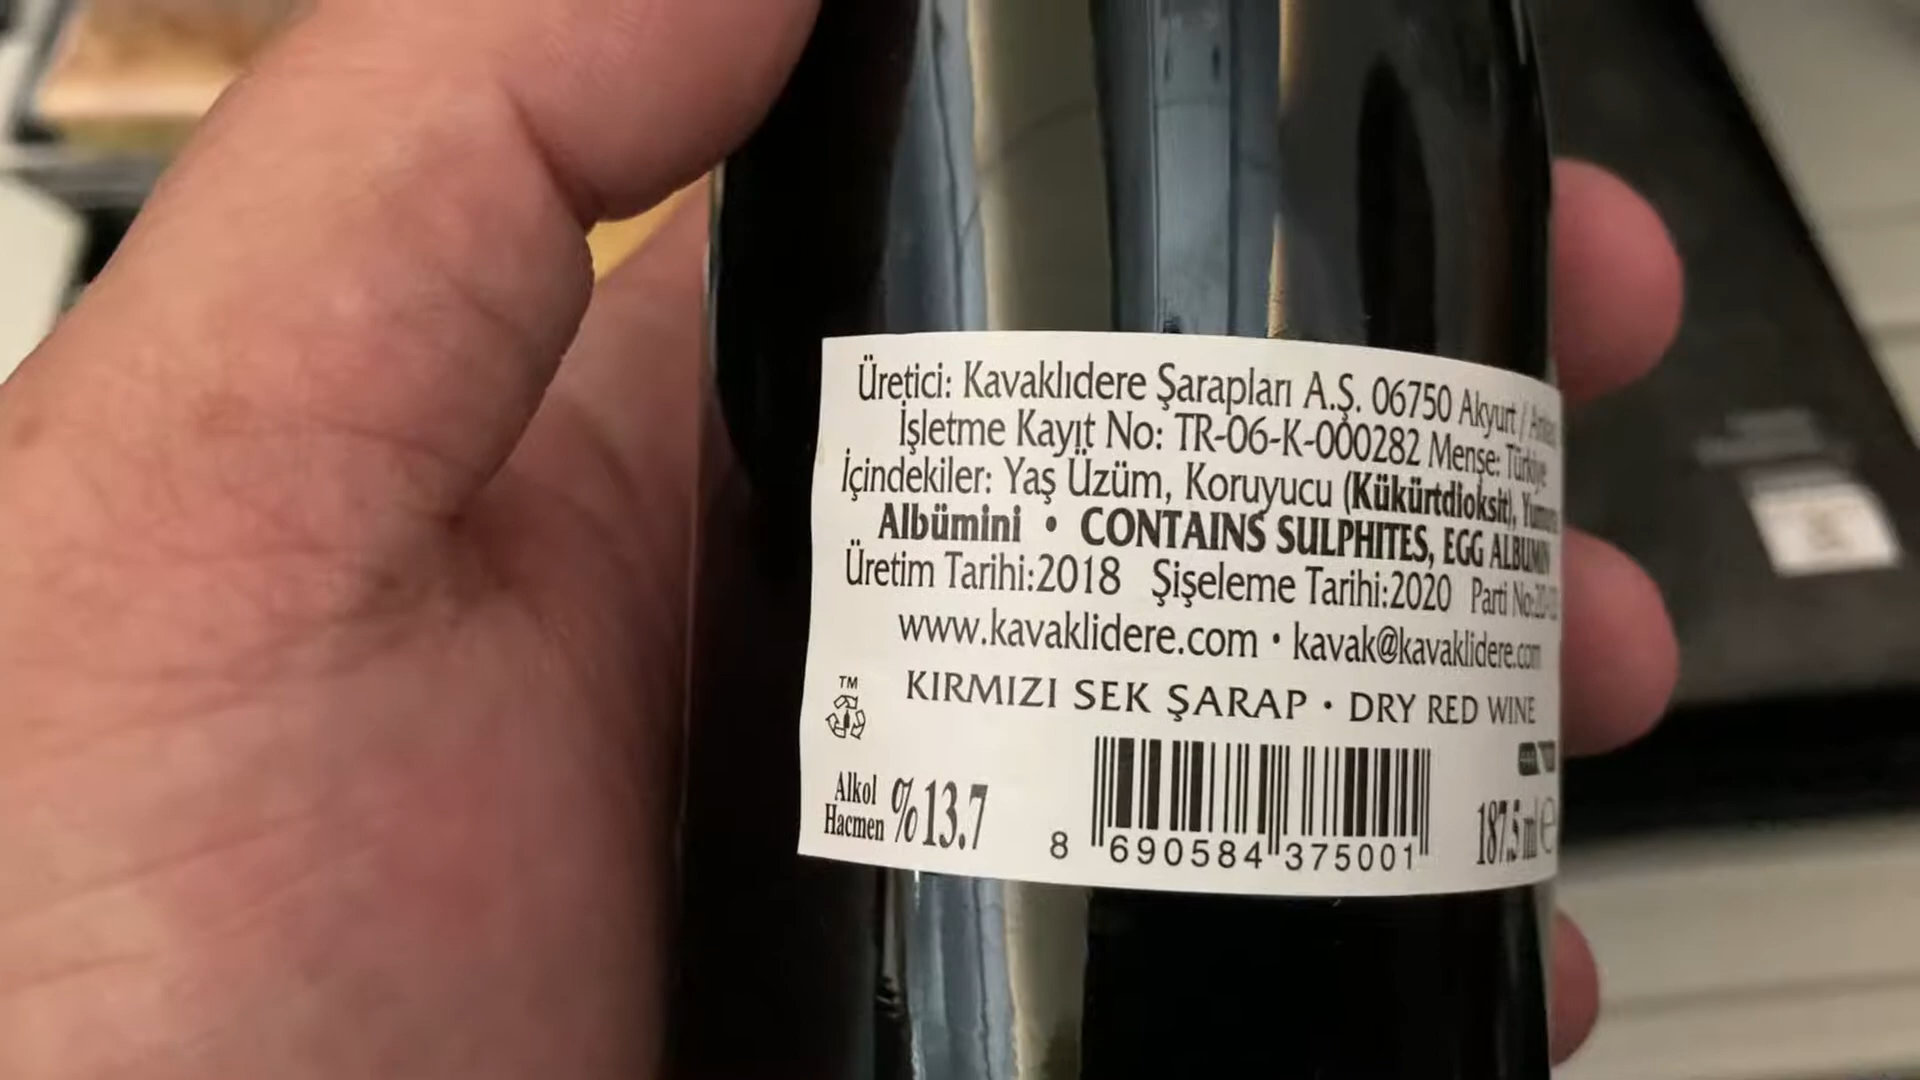 Üretici: Kavaklıdere Şarapları A.Ş. 06750 Akyurt /
İşletme Kayıt No: TR-06-K-000282 Menşe: Türkiye
İçindekiler: Yaş Üzüm, Koruyucu (Kükürtdioksit),
Albümini • CONTAINS SULPHITES, EGG ALBUMIN
Üretim Tarihi:2018 Şişeleme Tarihi:2020 Parti No:
www.kavaklidere.com • kavak@kavaklidere.com
KIRMIZI SEK ŞARAP • DRY RED WINE
TM
Alkol
Hacmen %13.7
8 690584 375001
187.5 ml e